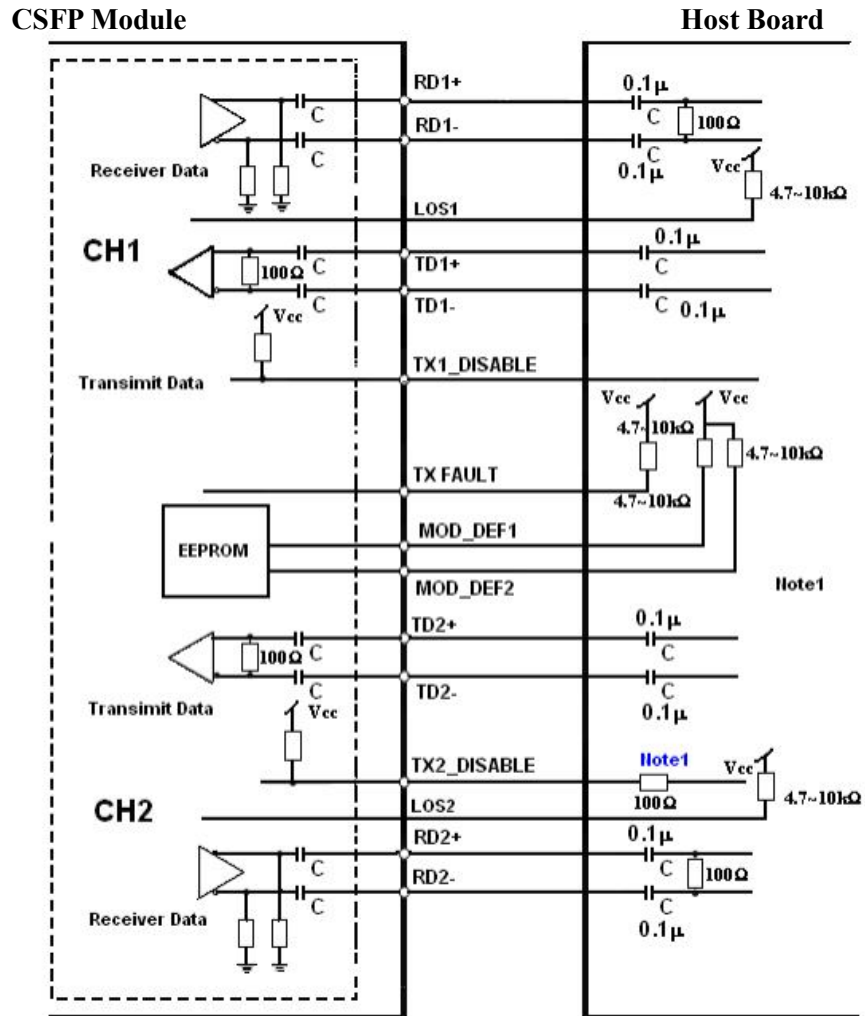 CSFP Module
Host Board
RD1+
0.1μ
C
C
100Ω
RD1-
C
C
0.1μ
Vcc
Receiver Data
4.7~10kΩ
LOS1
CH1
0.1μ
100Ω
C
TD1+
C
C
TD1-
C
0.1μ
Vcc
Transimit Data
TX1_DISABLE
Vcc
Vcc
4.7~10kΩ
4.7~10kΩ
TX FAULT
4.7~10kΩ
EEPROM
MOD_DEF1
MOD_DEF2
Note1
TD2+
0.1μ
100Ω
C
C
C
TD2-
C
0.1μ
Transimit Data
Vcc
TX2_DISABLE
Note1
Vcc
100Ω
4.7~10kΩ
CH2
LOS2
RD2+
0.1μ
C
C
100Ω
RD2-
C
C
0.1μ
Receiver Data